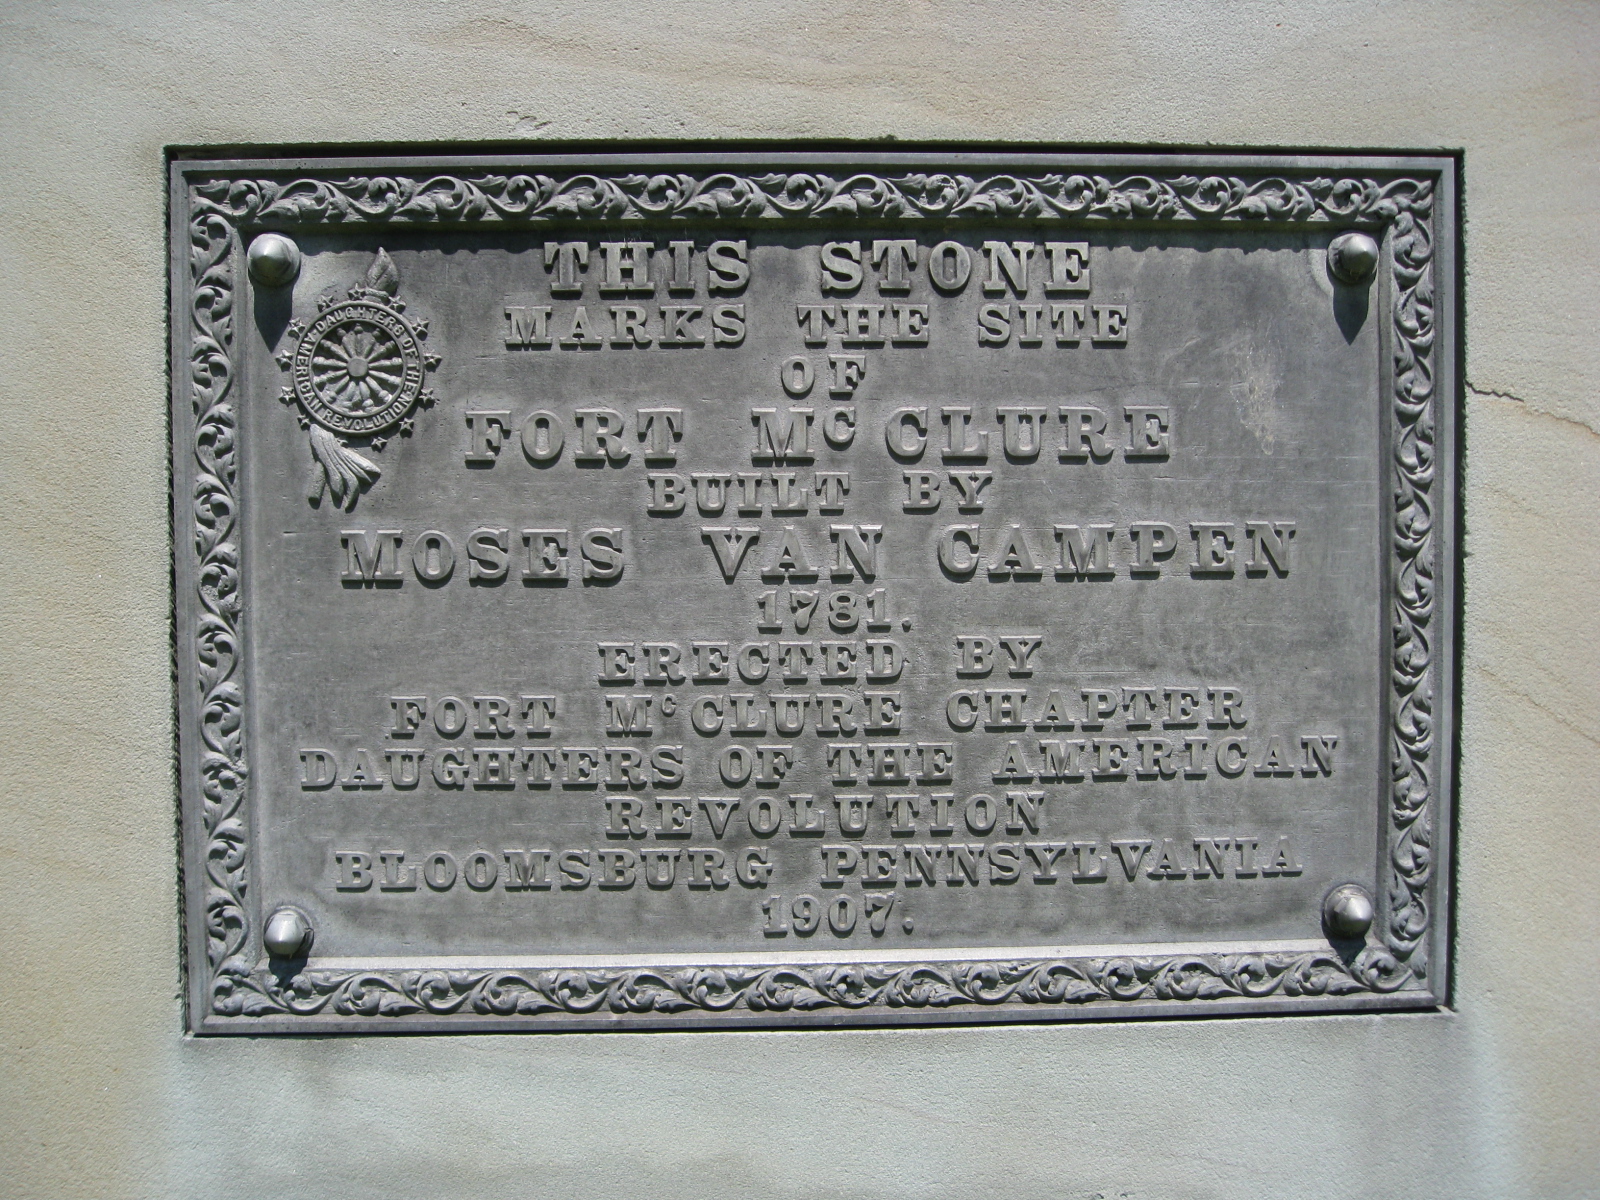 THIS STONE
MARKS THE SITE
OF
FORT MCCLURE
BUILT BY
MOSES VAN CAMPEN
1781.
ERECTED BY
FORT MCCLURE CHAPTER
DAUGHTERS OF THE AMERICAN
REVOLUTION
BLOOMSBURG PENNSYLVANIA
1907.
DAUGHTERS OF THE
AMERICAN REVOLUTION